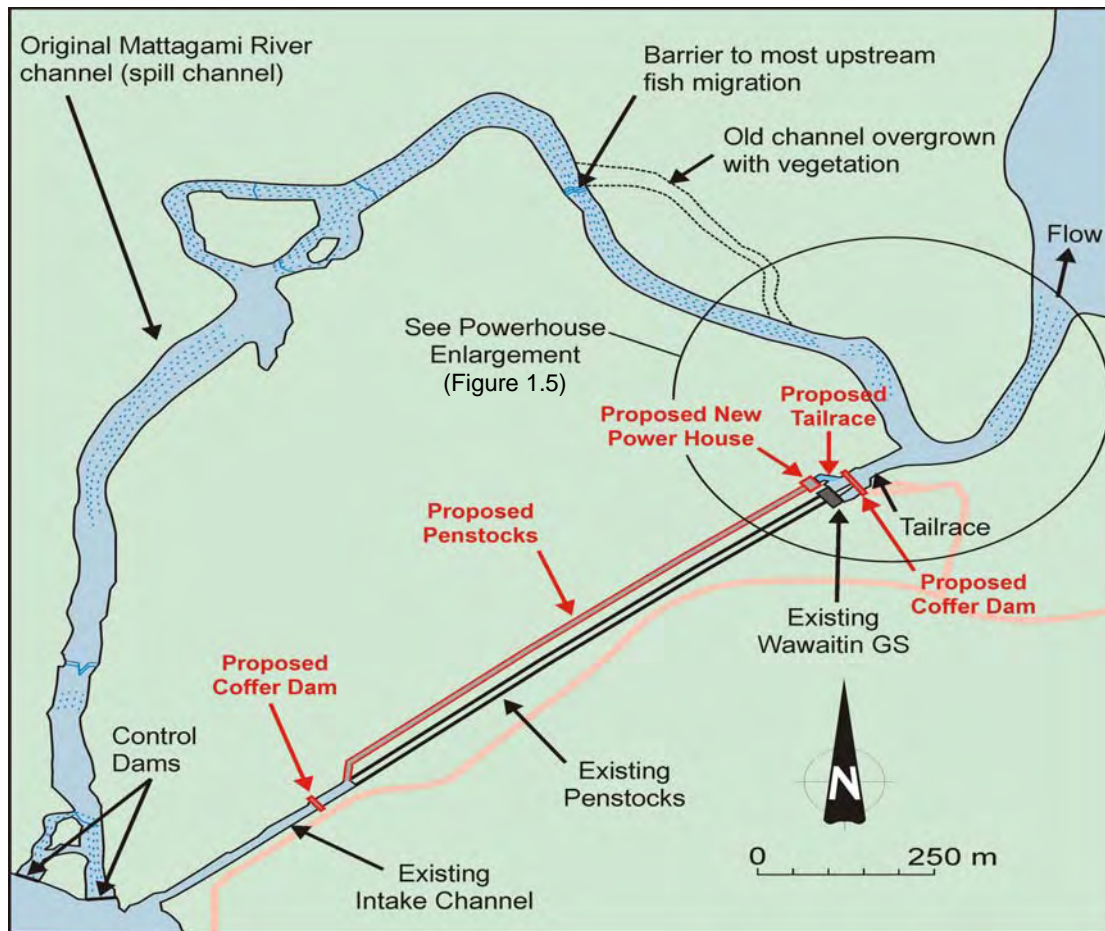 Original Mattagami River
channel (spill channel)
Barrier to most upstream
fish migration
Old channel overgrown
with vegetation
Flow
See Powerhouse
Enlargement
(Figure 1.5)
Proposed New
Power House
Proposed
Tailrace
Proposed
Penstocks
Tailrace
Proposed
Coffer Dam
Existing
Wawaitin GS
Proposed
Coffer Dam
Control
Dams
Existing
Penstocks
Existing
Intake Channel
N
0 250 m